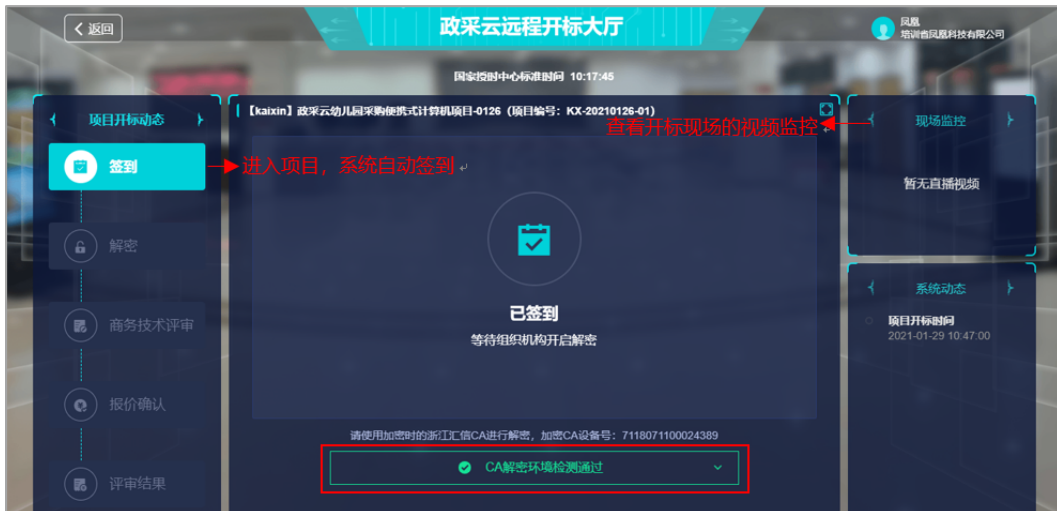 返回
政采云远程开标大厅
凤凰
培训省凤凰科技有限公司
国家授时中心标准时间 10:17:45
项目开标动态
签到
解密
商务技术评审
报价确认
评审结果
【kaixin】政采云幼儿园采购便携式计算机项目-0126（项目编号：KX-20210126-01）
查看开标现场的视频监控
进入项目，系统自动签到
已签到
等待组织机构开启解密
请使用加密时的浙江汇信CA进行解密，加密CA设备号：7118071100024389
CA解密环境检测通过
现场监控
暂无直播视频
系统动态
项目开标时间
2021-01-29 10:47:00